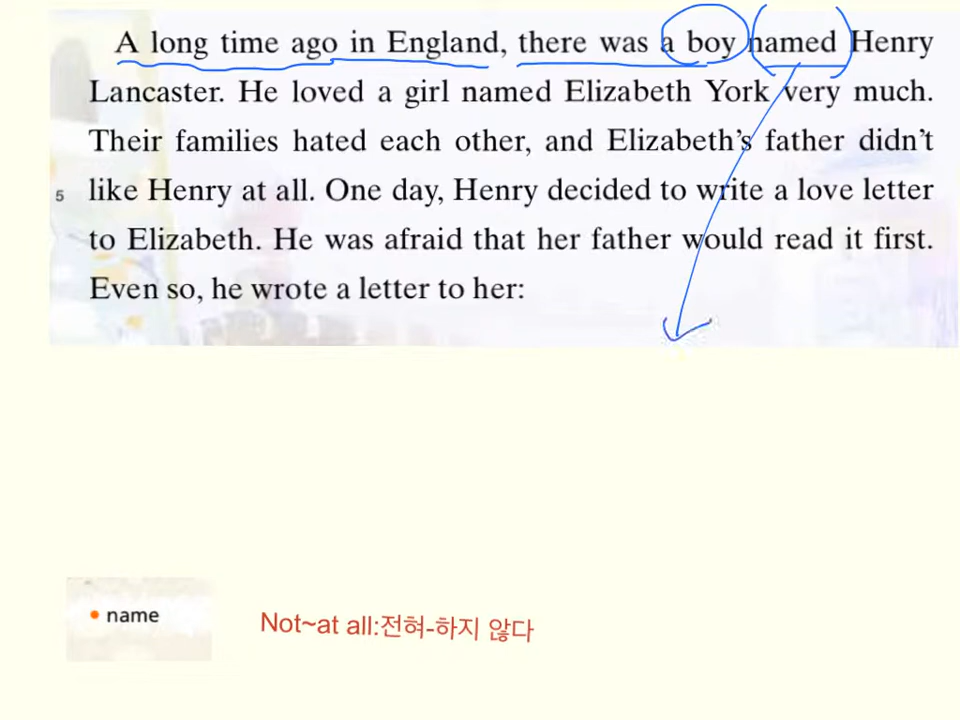 A long time ago in England, there was a boy named Henry
Lancaster. He loved a girl named Elizabeth York very much.
Their families hated each other, and Elizabeth's father didn't
5 like Henry at all. One day, Henry decided to write a love letter
to Elizabeth. He was afraid that her father would read it first.
Even so, he wrote a letter to her:
• name
Not~at all:전혀-하지 않다